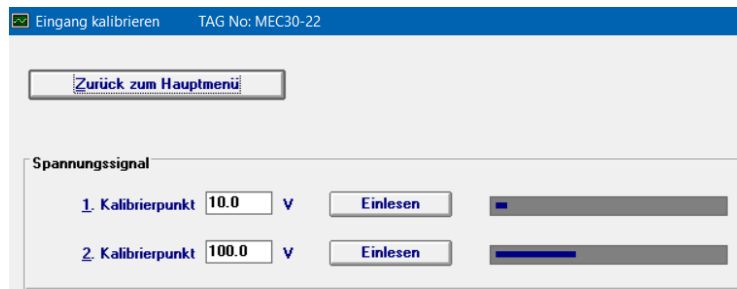 Eingang kalibrieren TAG No: MEC30-22
Zurück zum Hauptmenü
Spannungssignal
1. Kalibrierpunkt 10.0 V Einlesen
2. Kalibrierpunkt 100.0 V Einlesen